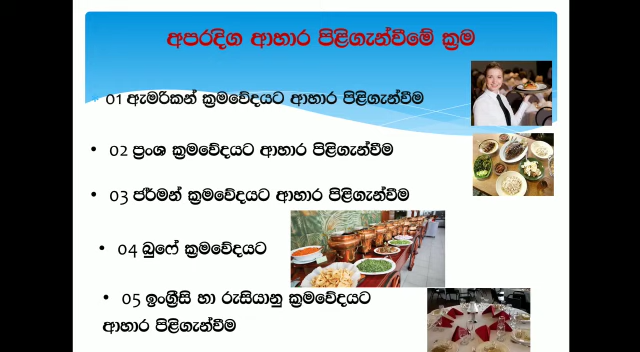 අපරදිග ආහාර පිළිගැන්වීමේ ක්‍රම
01 ඇමරිකන් ක්‍රමවේදයට ආහාර පිළිගැන්වීම
• 02 ප්‍රංශ ක්‍රමවේදයට ආහාර පිළිගැන්වීම
• 03 ජර්මන් ක්‍රමවේදයට ආහාර පිළිගැන්වීම
• 04 බුෆේ ක්‍රමවේදයට
• 05 ඉංග්‍රීසි හා රුසියානු ක්‍රමවේදයට
ආහාර පිළිගැන්වීම